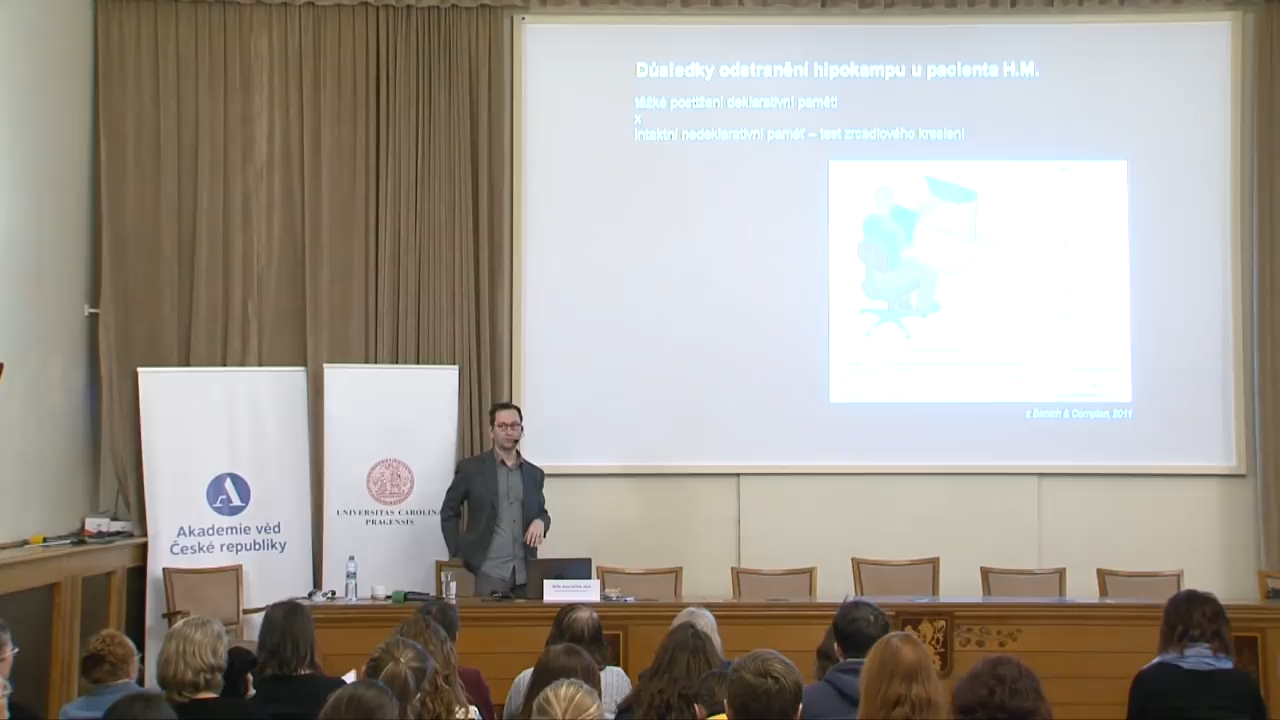 Důsledky odstranění hipokampu u pacienta H.M.
těžké postižení deklarativní paměti
x
intaktní nedeklarativní paměť – test zrcadlového kreslení
z Banich & Compton, 2011
Akademie věd
České republiky
UNIVERSITAS CAROLINA
PRAGENSIS